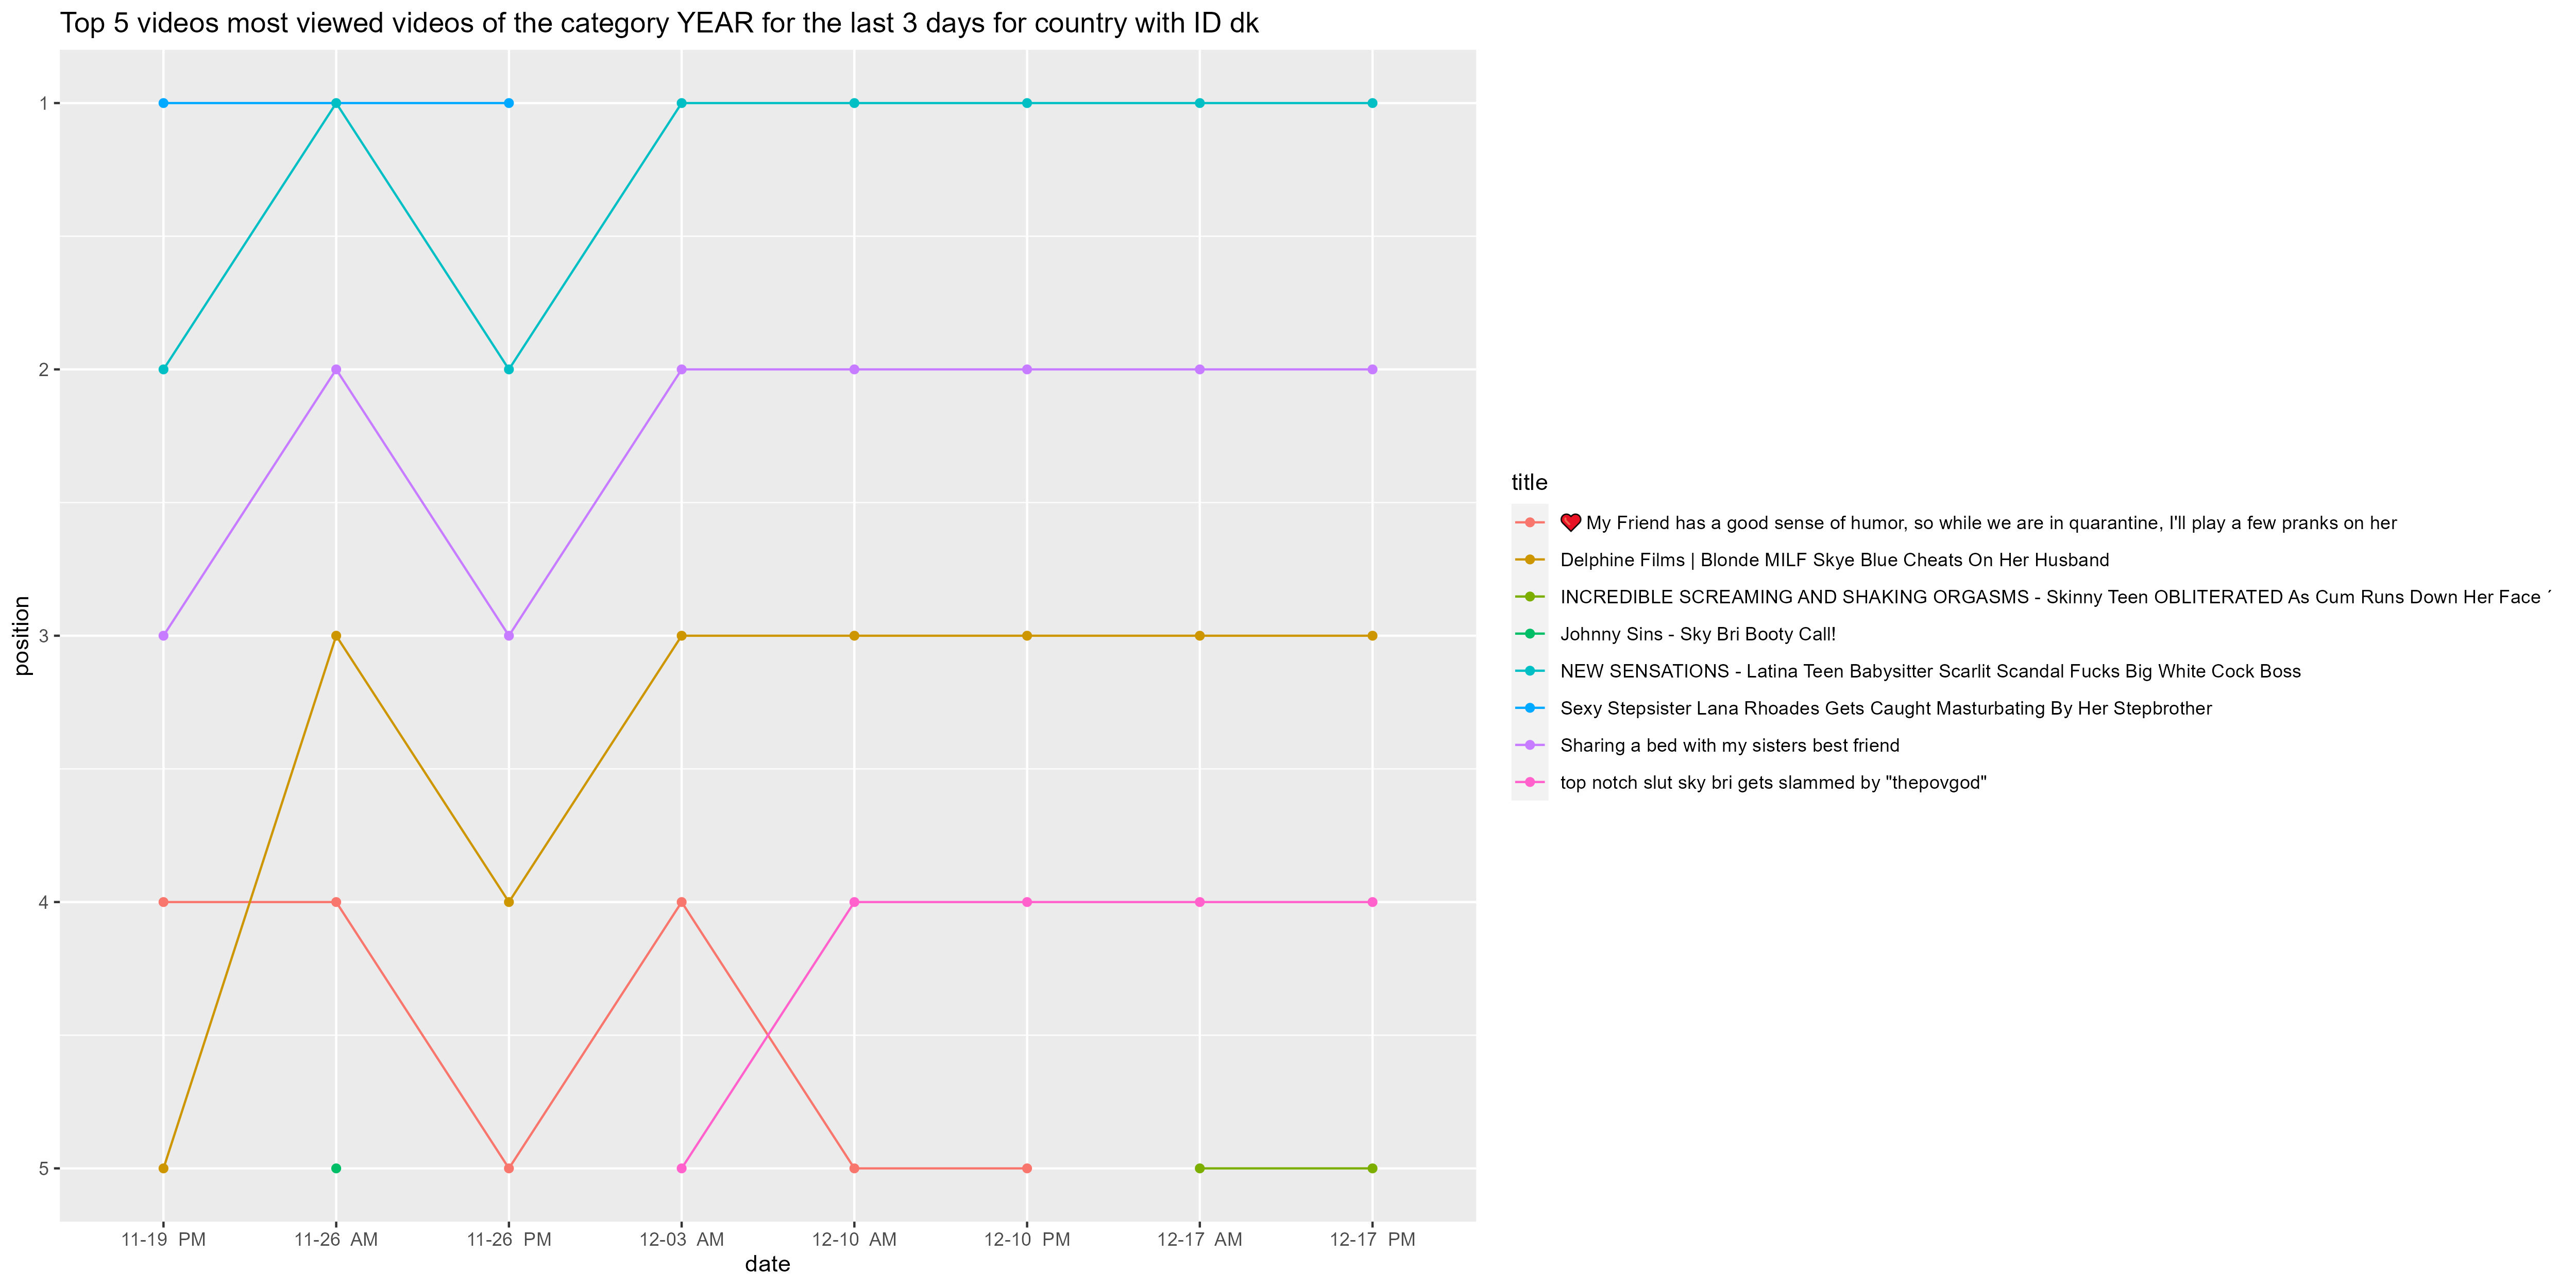 Top 5 videos most viewed videos of the category YEAR for the last 3 days for country with ID dk
position
1
2
3
4
5
11-19 PM
11-26 AM
11-26 PM
12-03 AM
12-10 AM
12-10 PM
12-17 AM
12-17 PM
date
title
❤️ My Friend has a good sense of humor, so while we are in quarantine, I'll play a few pranks on her
Delphine Films | Blonde MILF Skye Blue Cheats On Her Husband
INCREDIBLE SCREAMING AND SHAKING ORGASMS - Skinny Teen OBLITERATED As Cum Runs Down Her Face
Johnny Sins - Sky Bri Booty Call!
NEW SENSATIONS - Latina Teen Babysitter Scarlit Scandal Fucks Big White Cock Boss
Sexy Stepsister Lana Rhoades Gets Caught Masturbating By Her Stepbrother
Sharing a bed with my sisters best friend
top notch slut sky bri gets slammed by "thepovgod"